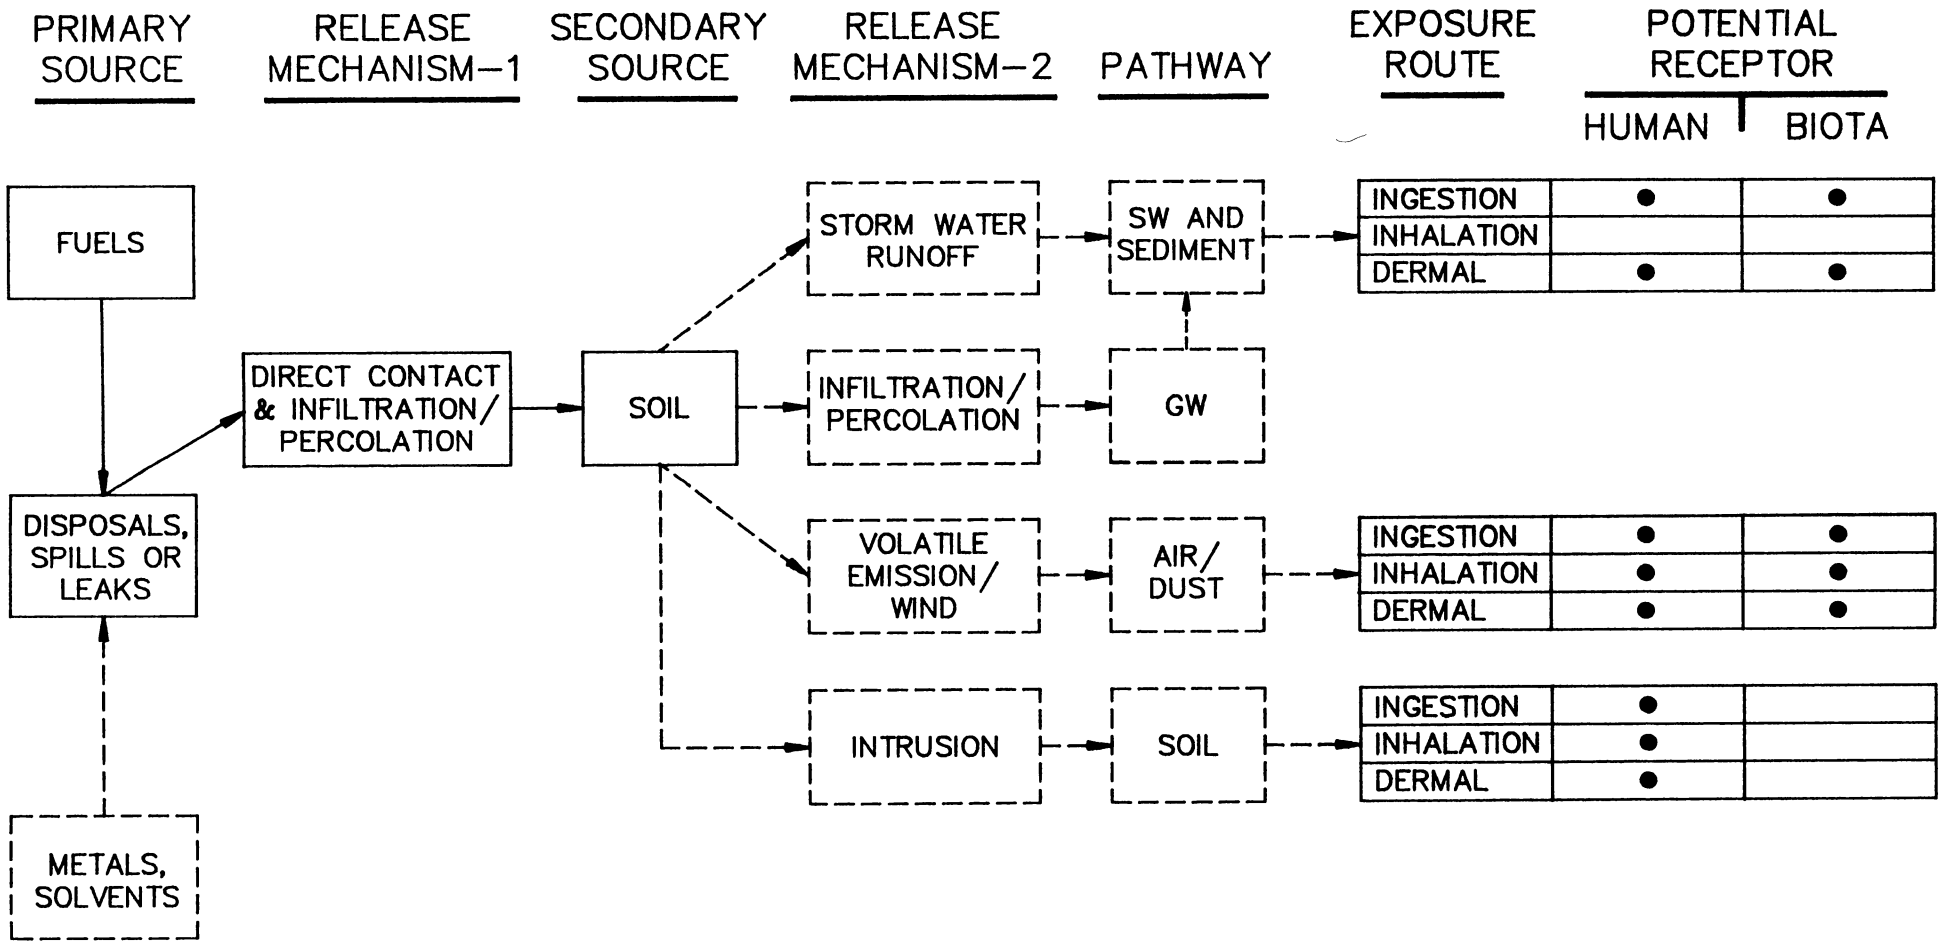 PRIMARY
SOURCE
RELEASE
MECHANISM-1
SECONDARY
SOURCE
RELEASE
MECHANISM-2
PATHWAY
EXPOSURE
ROUTE
POTENTIAL
RECEPTOR
HUMAN
BIOTA
FUELS
DISPOSALS,
SPILLS OR
LEAKS
METALS,
SOLVENTS
DIRECT CONTACT
& INFILTRATION/
PERCOLATION
SOIL
STORM WATER
RUNOFF
SW AND
SEDIMENT
INGESTION
INHALATION
DERMAL
INFILTRATION/
PERCOLATION
GW
VOLATILE
EMISSION/
WIND
AIR/
DUST
INGESTION
INHALATION
DERMAL
INTRUSION
SOIL
INGESTION
INHALATION
DERMAL